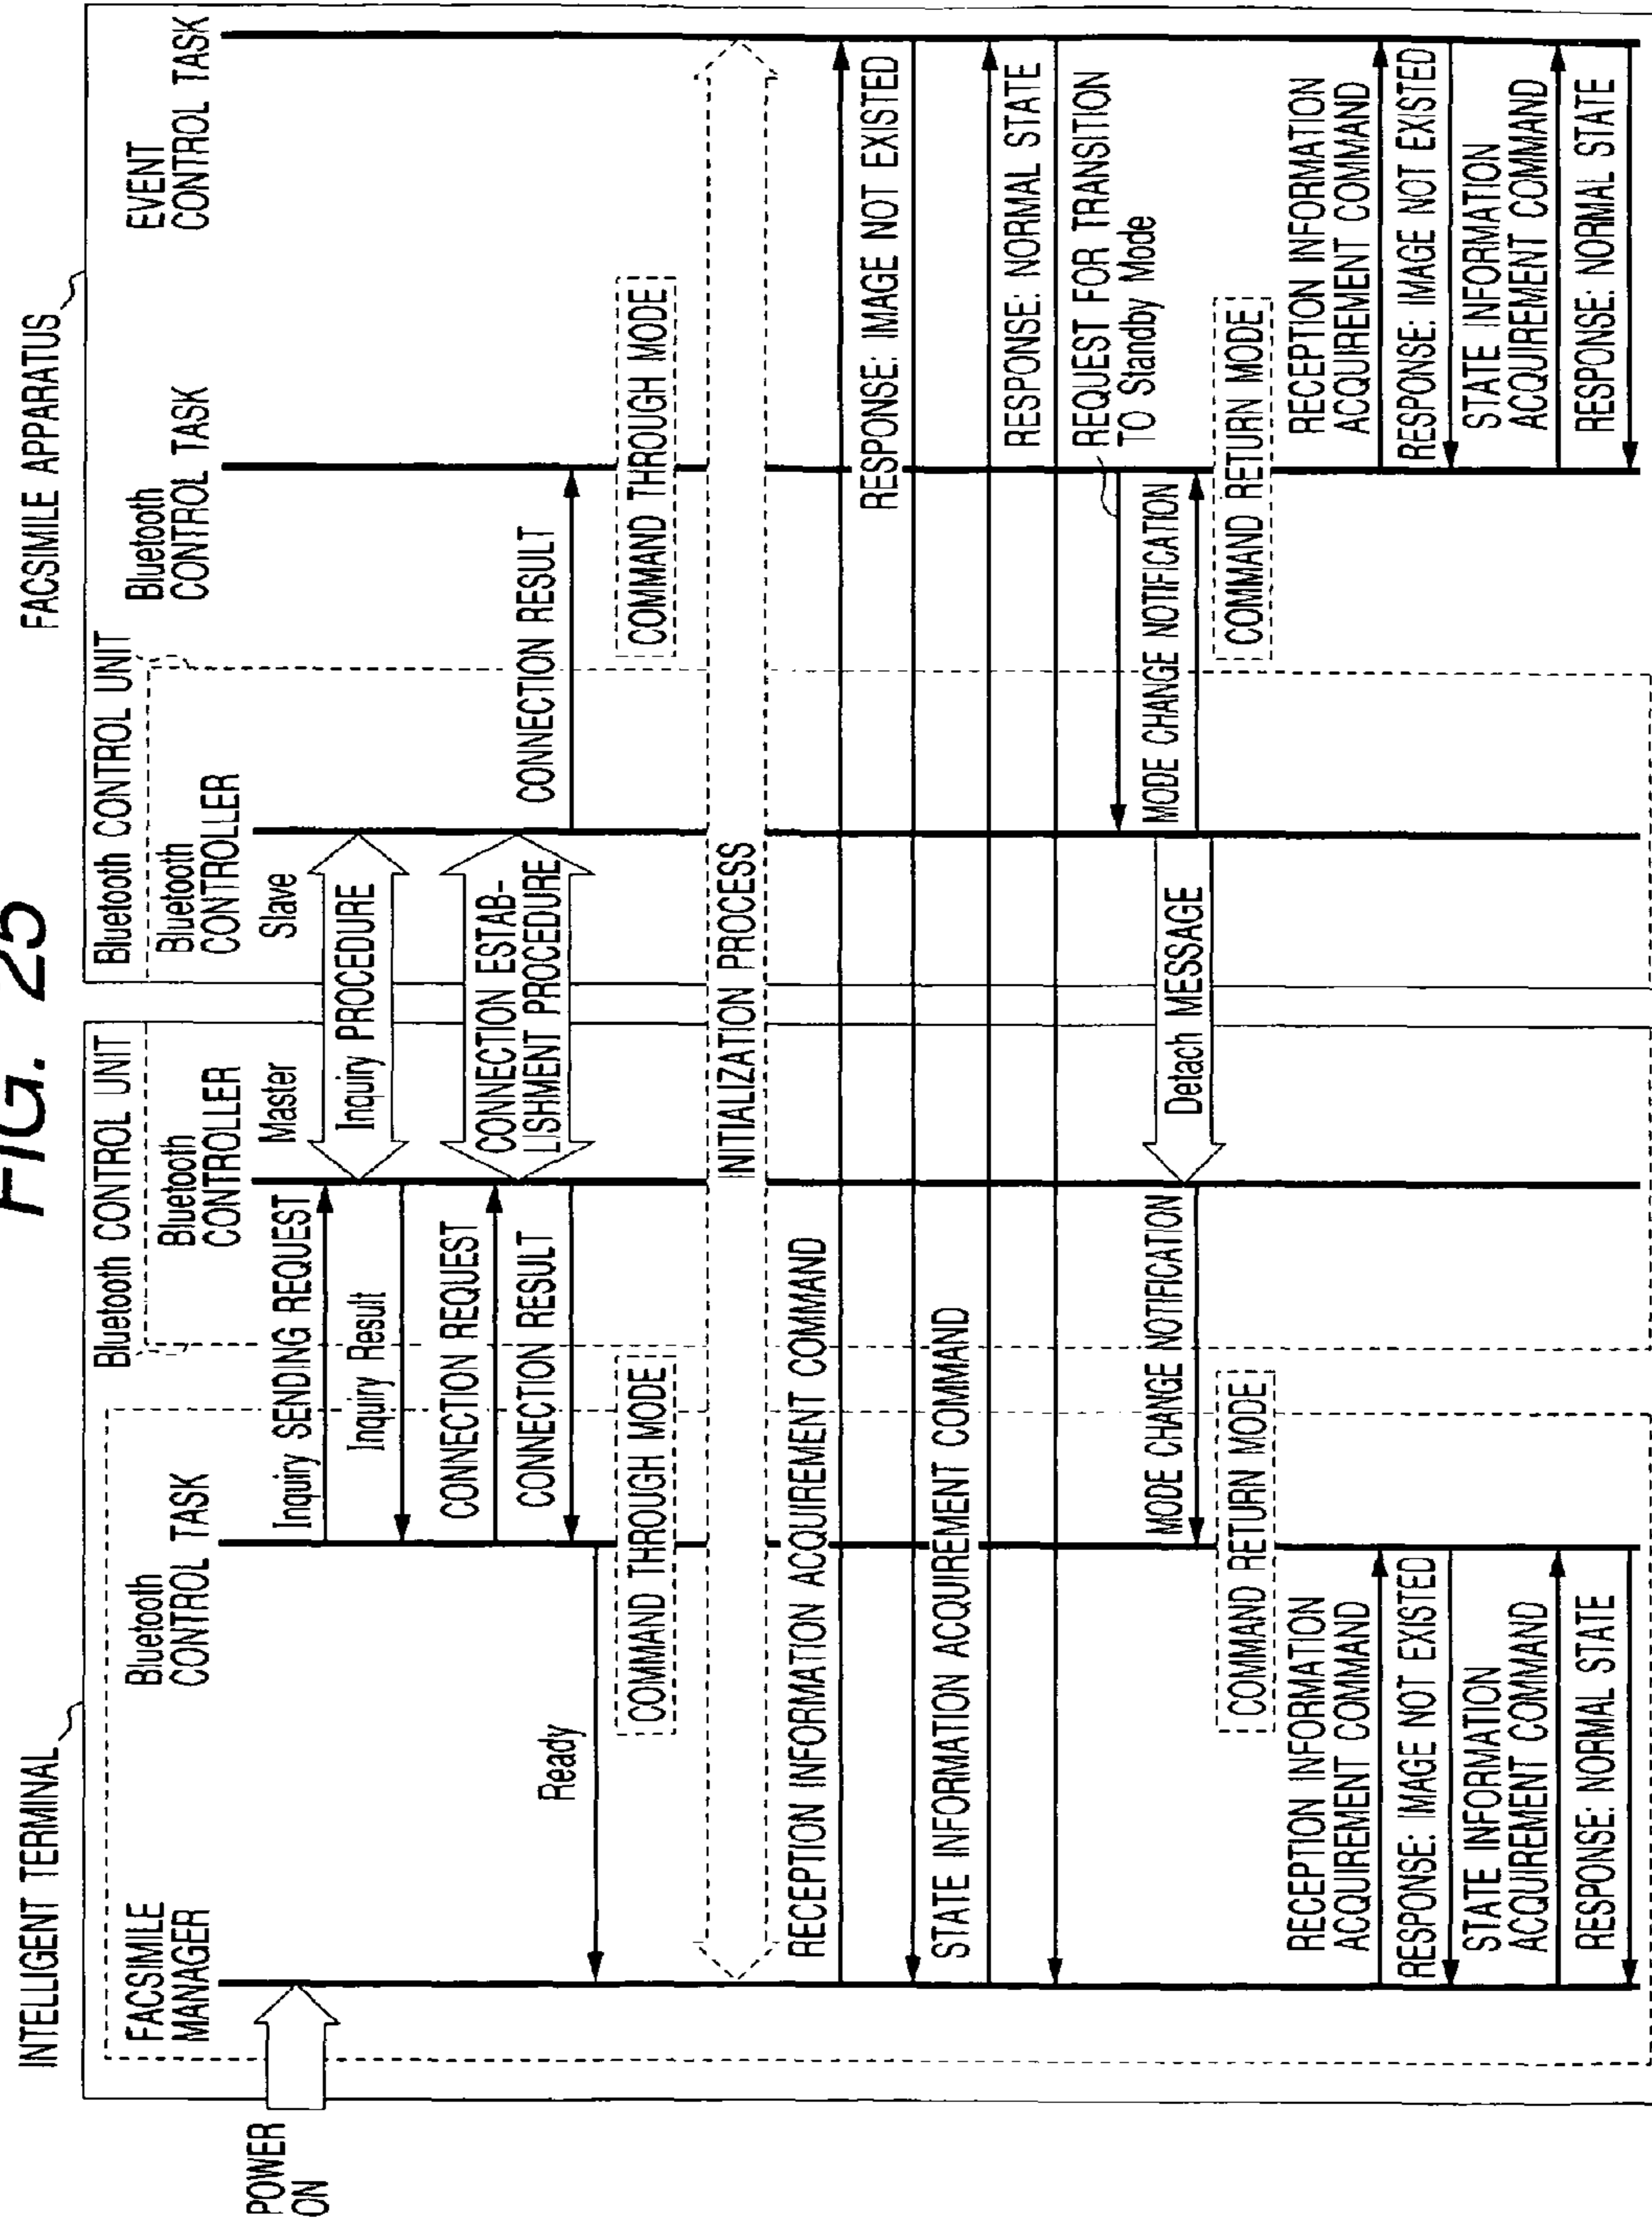 FIG. 25
INTELLIGENT TERMINAL
FACSIMILE APPARATUS
Bluetooth CONTROL UNIT
Bluetooth CONTROL UNIT
FACSIMILE
MANAGER
Bluetooth
CONTROL TASK
Bluetooth
CONTROLLER
Master
Bluetooth
CONTROLLER
Slave
Bluetooth
CONTROL TASK
EVENT
CONTROL TASK
POWER
ON
Inquiry SENDING REQUEST
Inquiry PROCEDURE
Inquiry Result
CONNECTION REQUEST
CONNECTION ESTAB-
LISHMENT PROCEDURE
CONNECTION RESULT
CONNECTION RESULT
Ready
COMMAND THROUGH MODE
COMMAND THROUGH MODE
INITIALIZATION PROCESS
RECEPTION INFORMATION ACQUIREMENT COMMAND
RESPONSE: IMAGE NOT EXISTED
STATE INFORMATION ACQUIREMENT COMMAND
RESPONSE: NORMAL STATE
REQUEST FOR TRANSITION
TO Standby Mode
MODE CHANGE NOTIFICATION
Detach MESSAGE
MODE CHANGE NOTIFICATION
COMMAND RETURN MODE
COMMAND RETURN MODE
RECEPTION INFORMATION
ACQUIREMENT COMMAND
RESPONSE: IMAGE NOT EXISTED
STATE INFORMATION
ACQUIREMENT COMMAND
RESPONSE: NORMAL STATE
RECEPTION INFORMATION
ACQUIREMENT COMMAND
RESPONSE: IMAGE NOT EXISTED
STATE INFORMATION
ACQUIREMENT COMMAND
RESPONSE: NORMAL STATE